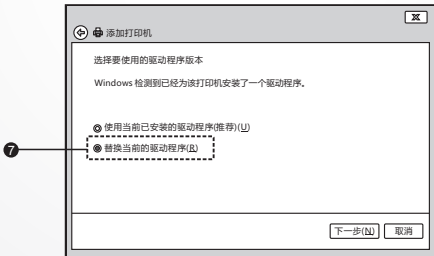 添加打印机
选择要使用的驱动程序版本
Windows 检测到已经为该打印机安装了一个驱动程序。
使用当前已安装的驱动程序(推荐)(U)
7 替换当前的驱动程序(R)
下一步(N) 取消